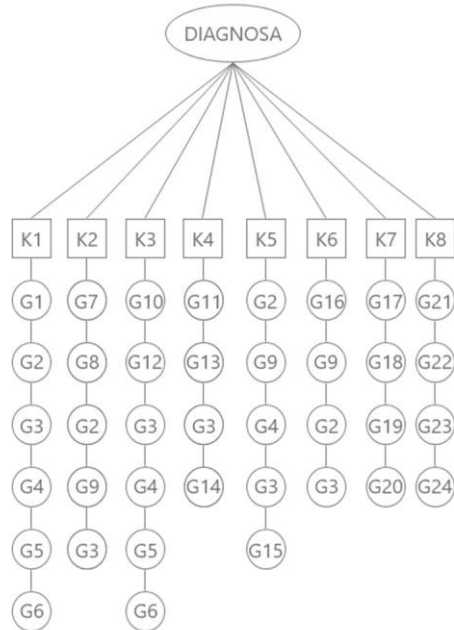 DIAGNOSA
K1 K2 K3 K4 K5 K6 K7 K8
G1 G7 G10 G11 G2 G16 G17 G21
G2 G8 G12 G13 G9 G9 G18 G22
G3 G2 G3 G3 G4 G2 G19 G23
G4 G9 G4 G14 G3 G3 G20 G24
G5 G3 G5 G15
G6 G6